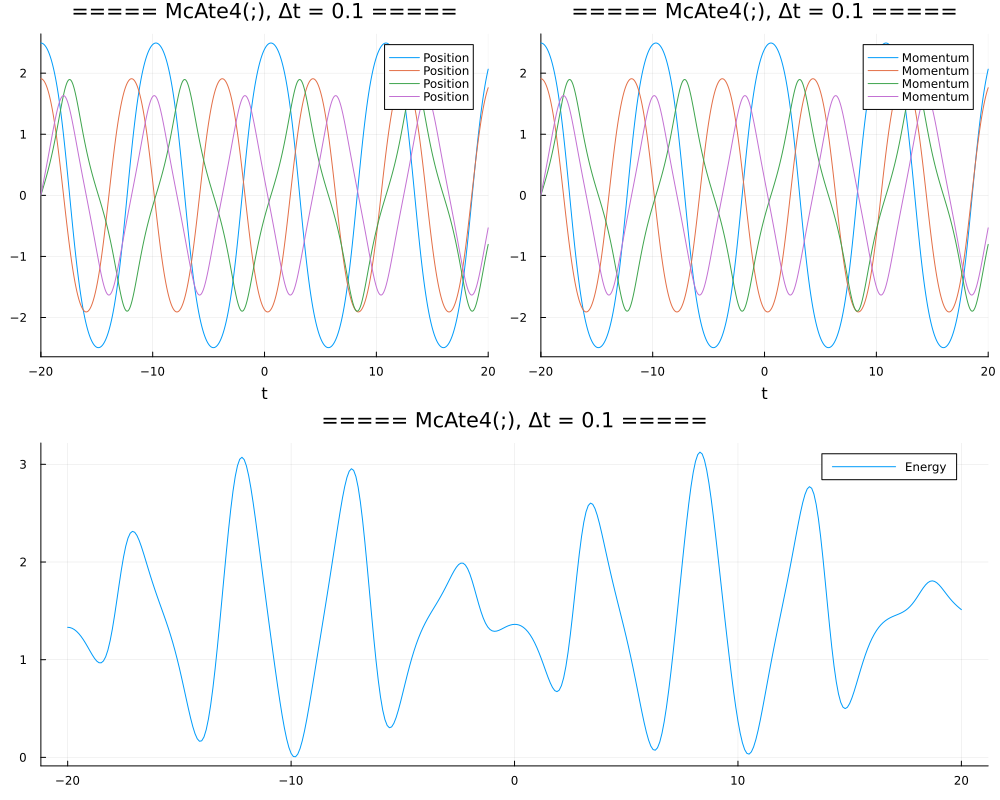 ===== McAte4(;), Δt = 0.1 =====
2
1
0
−1
−2
−20
−10
0
10
20
t
Position
Position
Position
Position
===== McAte4(;), Δt = 0.1 =====
2
1
0
−1
−2
−20
−10
0
10
20
t
Momentum
Momentum
Momentum
Momentum
===== McAte4(;), Δt = 0.1 =====
3
2
1
0
−20
−10
0
10
20
Energy